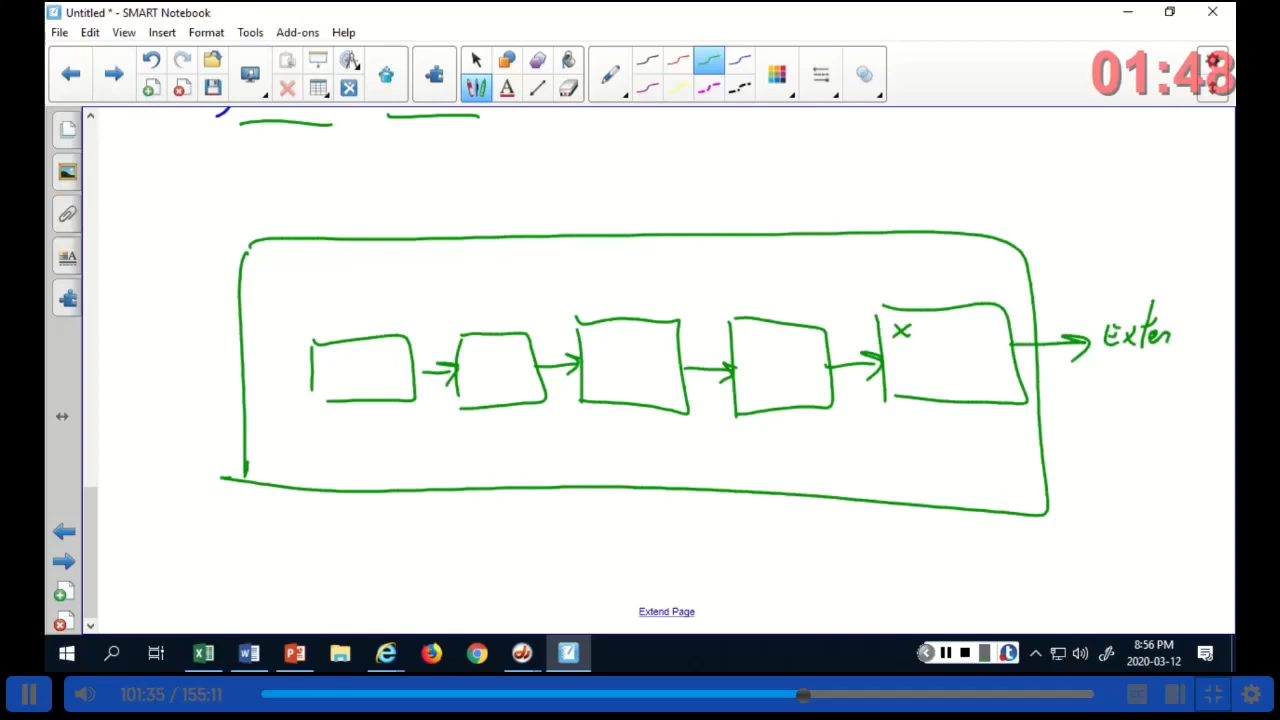 Untitled * - SMART Notebook
File Edit View Insert Format Tools Add-ons Help
01:48
x
Exter
Extend Page
8:56 PM
2020-03-12
101:35 / 155:11